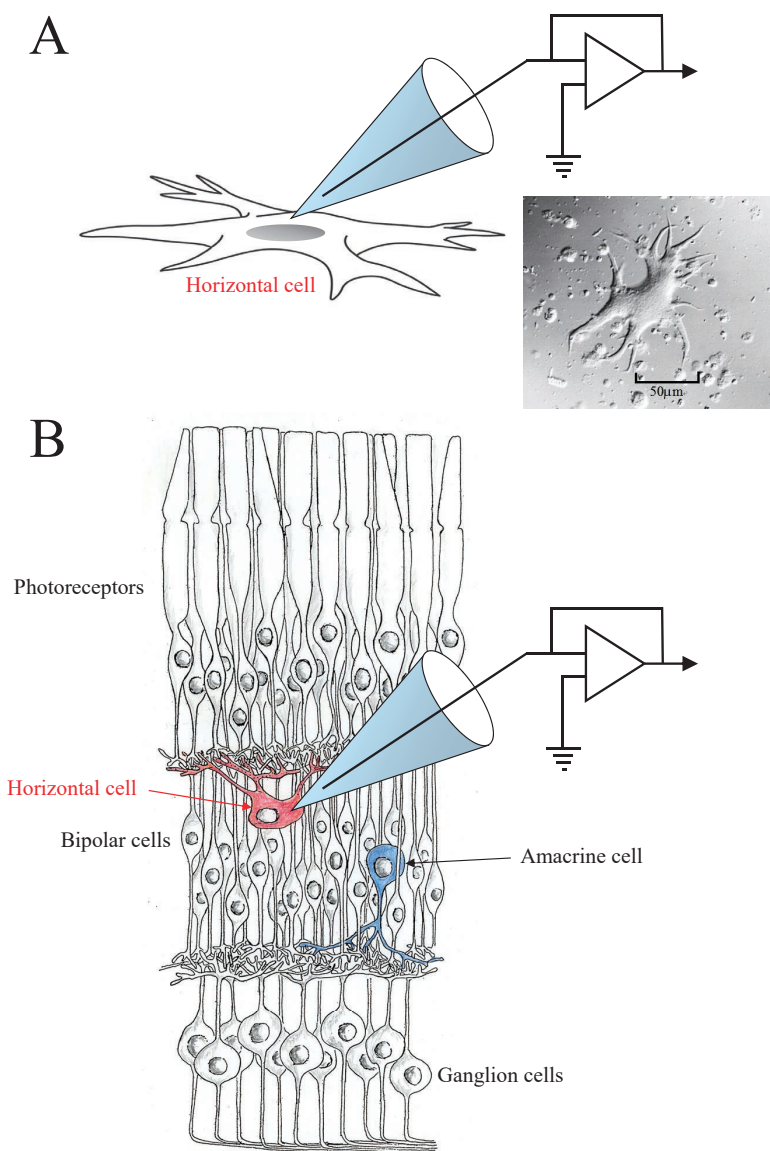 A
Horizontal cell
50µm
B
Photoreceptors
Horizontal cell
Bipolar cells
Amacrine cell
Ganglion cells